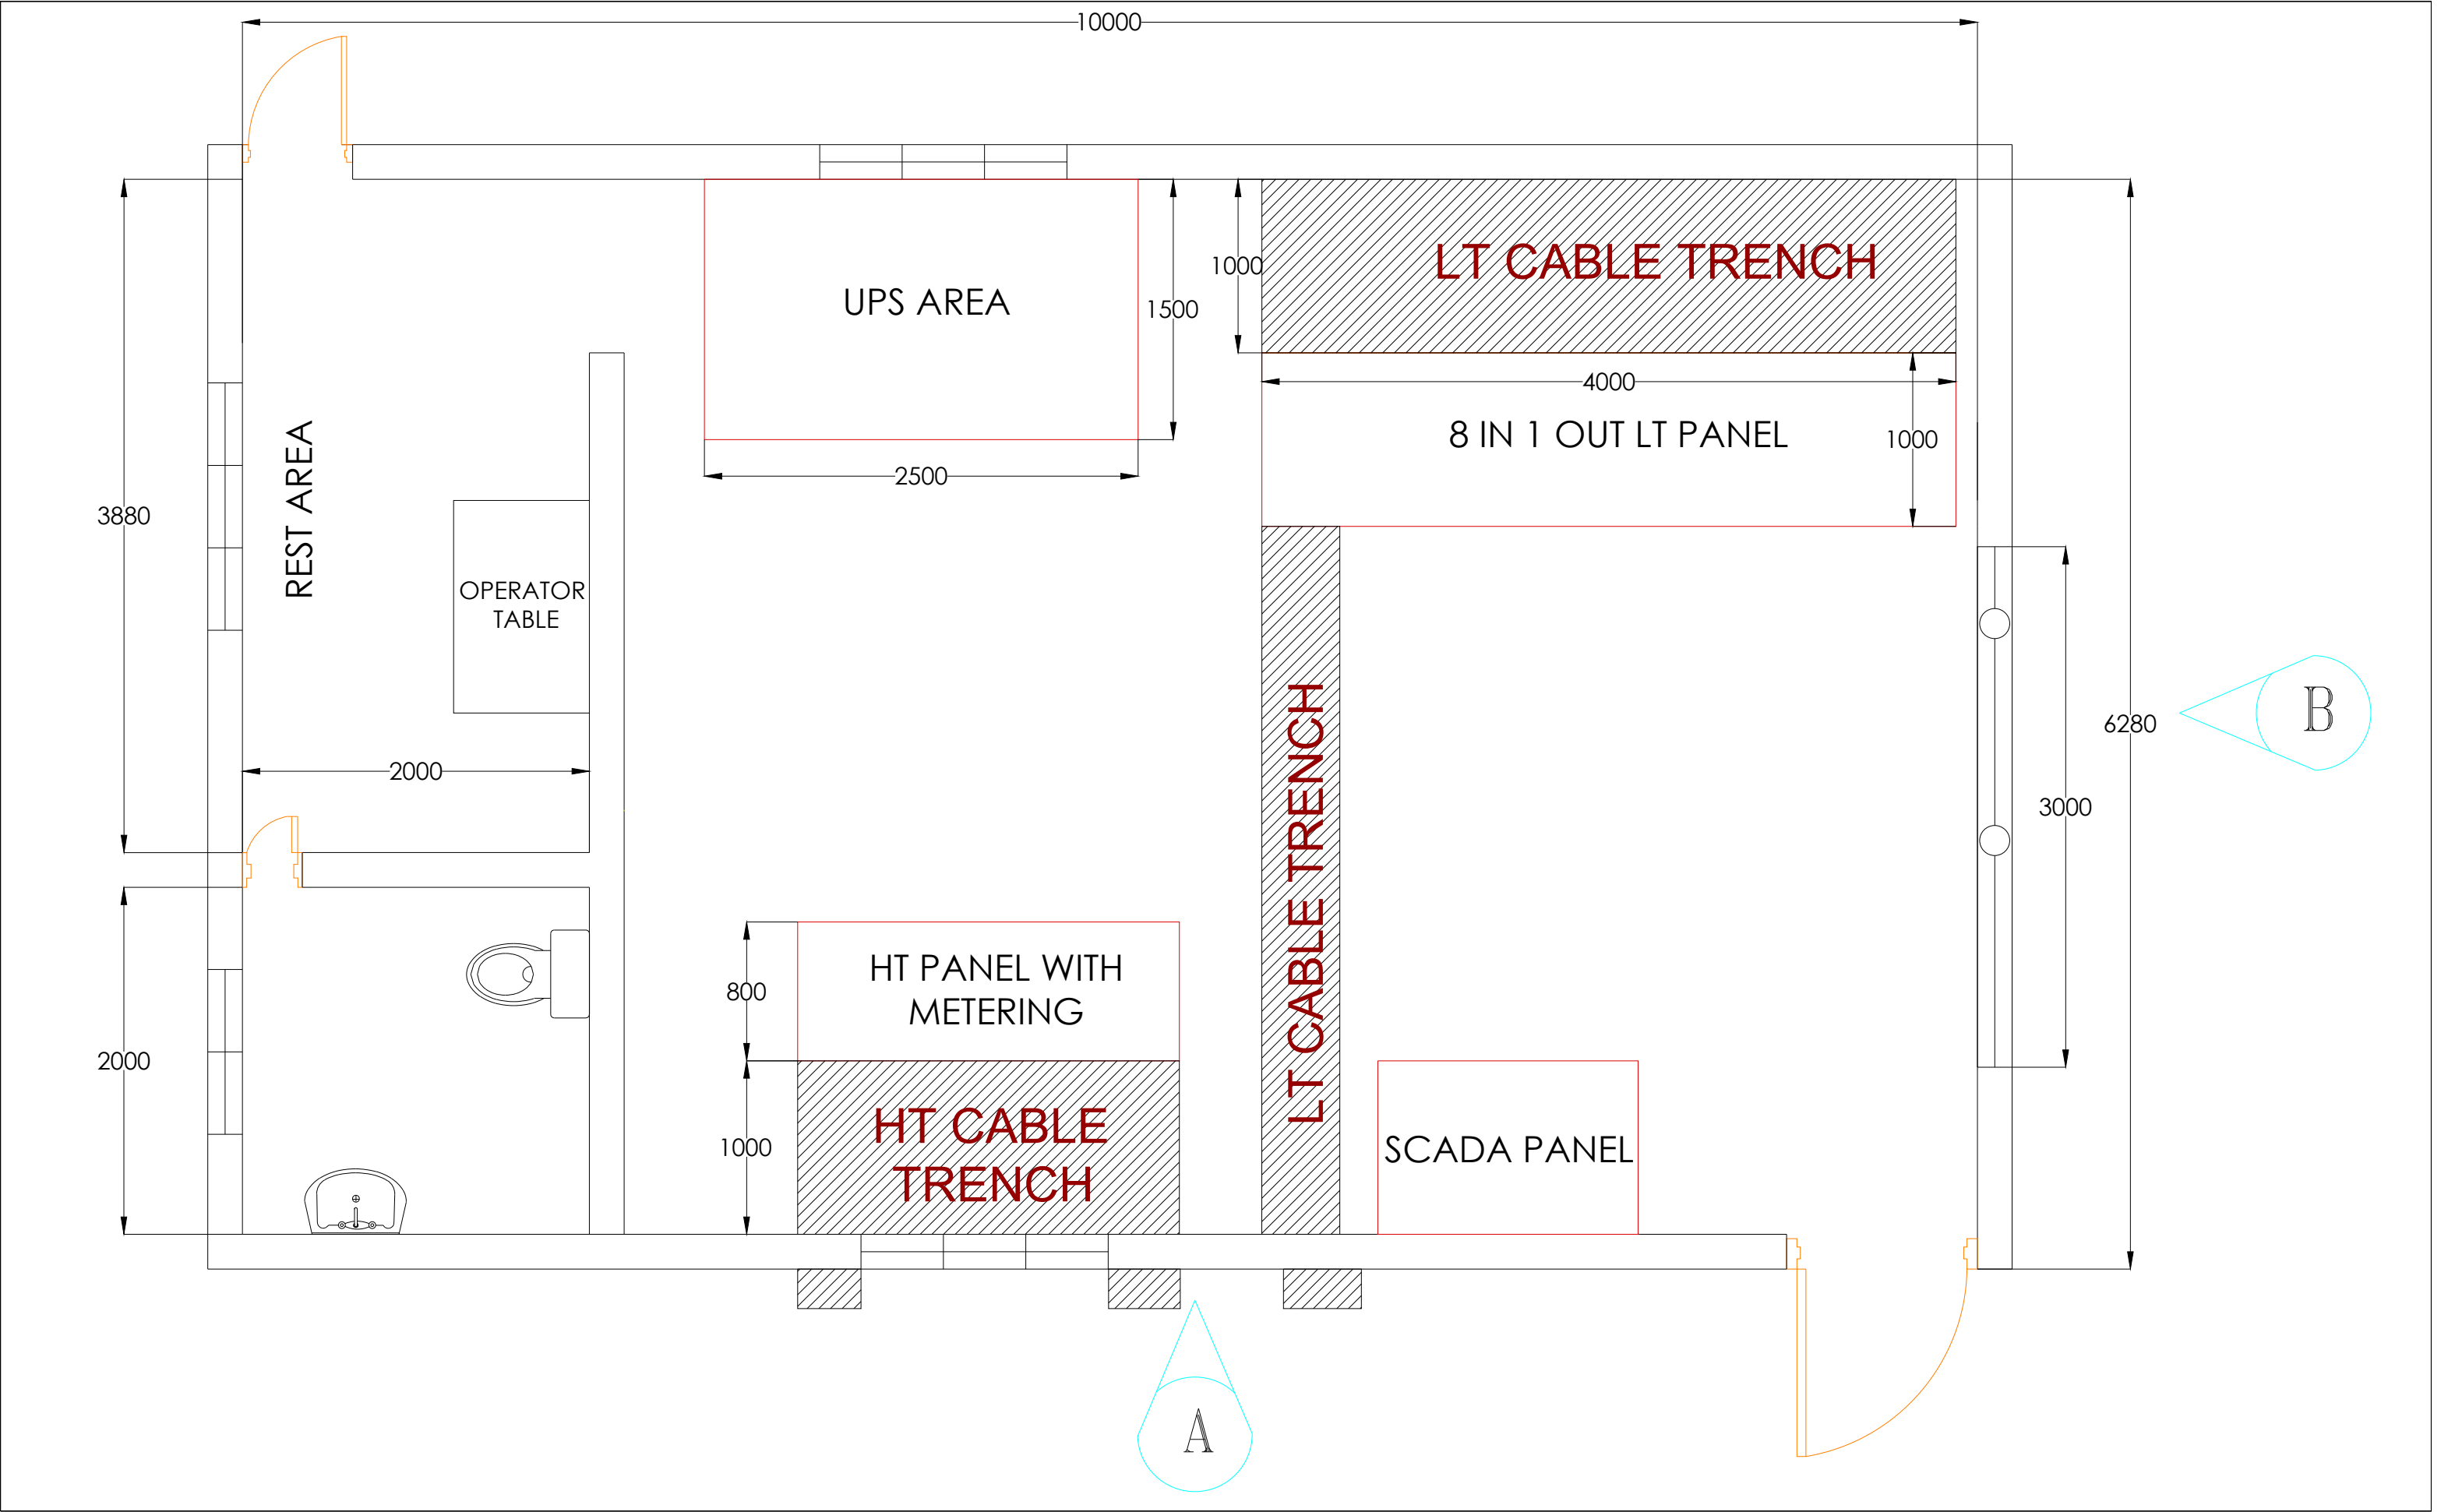 10000
LT CABLE TRENCH
1000
UPS AREA
1500
4000
8 IN 1 OUT LT PANEL
1000
2500
REST AREA
3880
OPERATOR
TABLE
B
6280
2000
3000
LT CABLE TRENCH
HT PANEL WITH
METERING
800
2000
HT CABLE
TRENCH
1000
SCADA PANEL
A